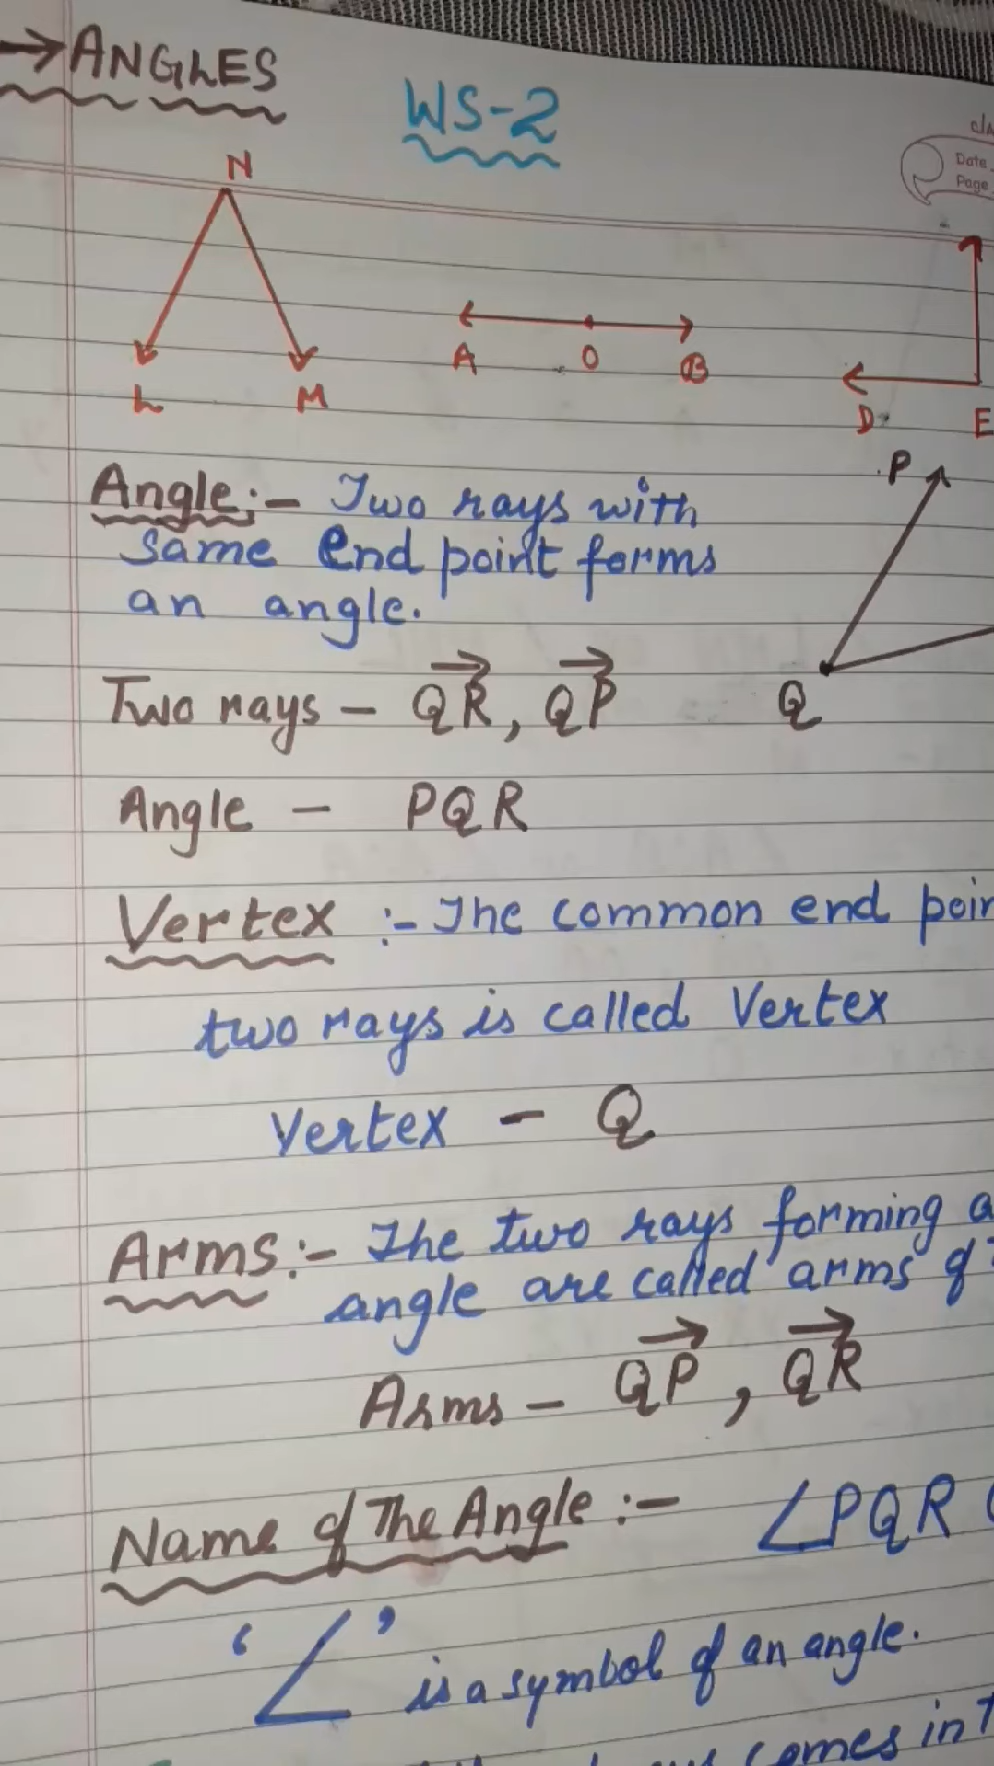 → ANGLES
WS-2
Date
Page
N
L M
A O B
D E
P
Q
Angle:- Two rays with
same end point forms
an angle.
Two rays - QR, QP
Angle - PQR
Vertex :- The common end
two rays is called Vertex
Vertex - Q
Arms:- The two rays forming
angle are called arms of
Arms - QP, QR
Name of The Angle :- ∠PQR
'∠' is a symbol of an angle.
comes in